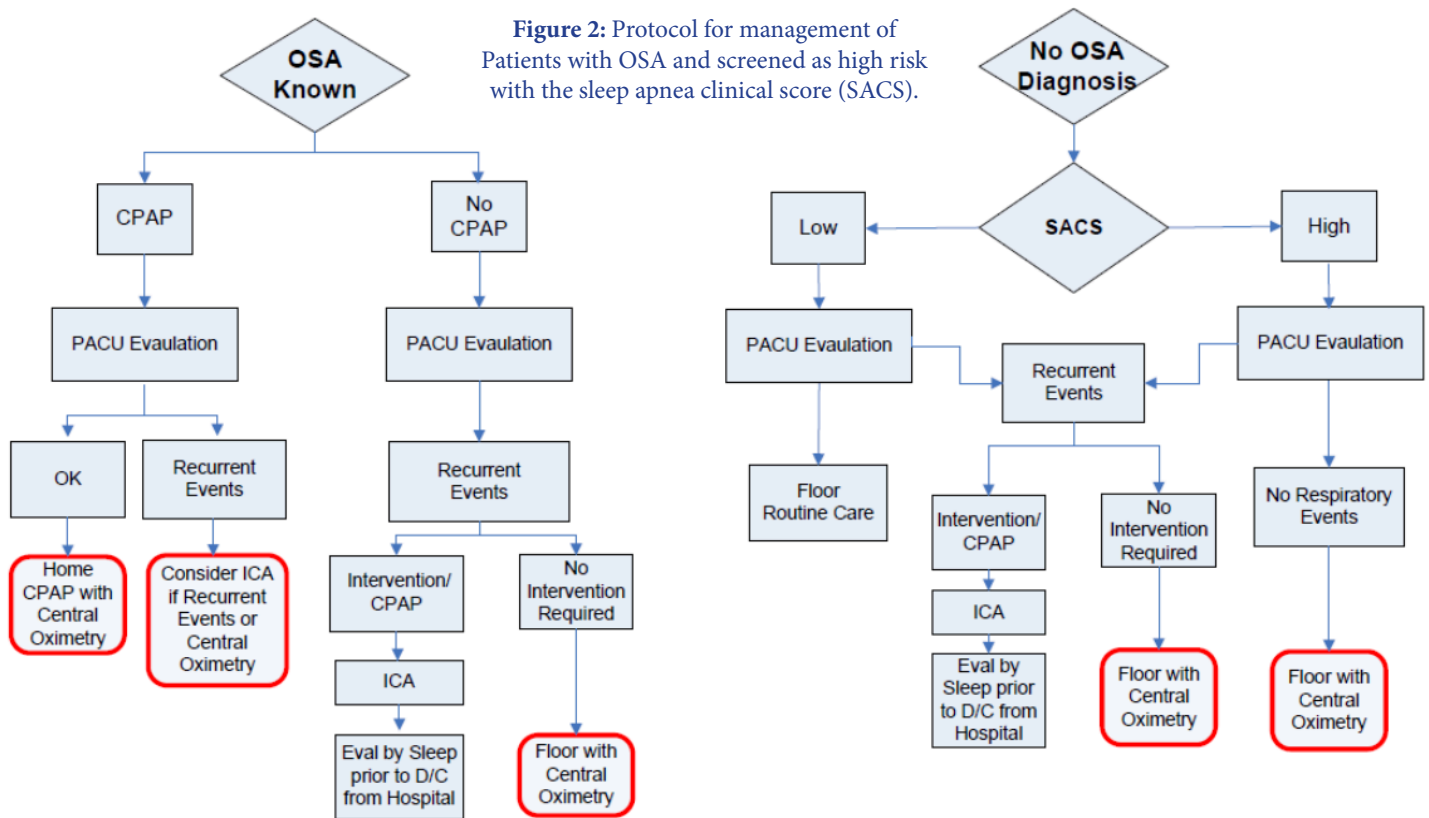 Figure 2: Protocol for management of
Patients with OSA and screened as high risk
with the sleep apnea clinical score (SACS).
OSA
Known
CPAP
No
CPAP
PACU Evaulation
PACU Evaulation
OK
Recurrent
Events
Recurrent
Events
Home
CPAP with
Central
Oximetry
Consider ICA
if Recurrent
Events or
Central
Oximetry
Intervention/
CPAP
No
Intervention
Required
ICA
Eval by Sleep
prior to D/C
from Hospital
Floor with
Central
Oximetry
No OSA
Diagnosis
Low
SACS
High
PACU Evaulation
Recurrent
Events
PACU Evaulation
Floor
Routine Care
Intervention/
CPAP
No
Intervention
Required
No Respiratory
Events
ICA
Eval by
Sleep prior
to D/C from
Hospital
Floor with
Central
Oximetry
Floor with
Central
Oximetry